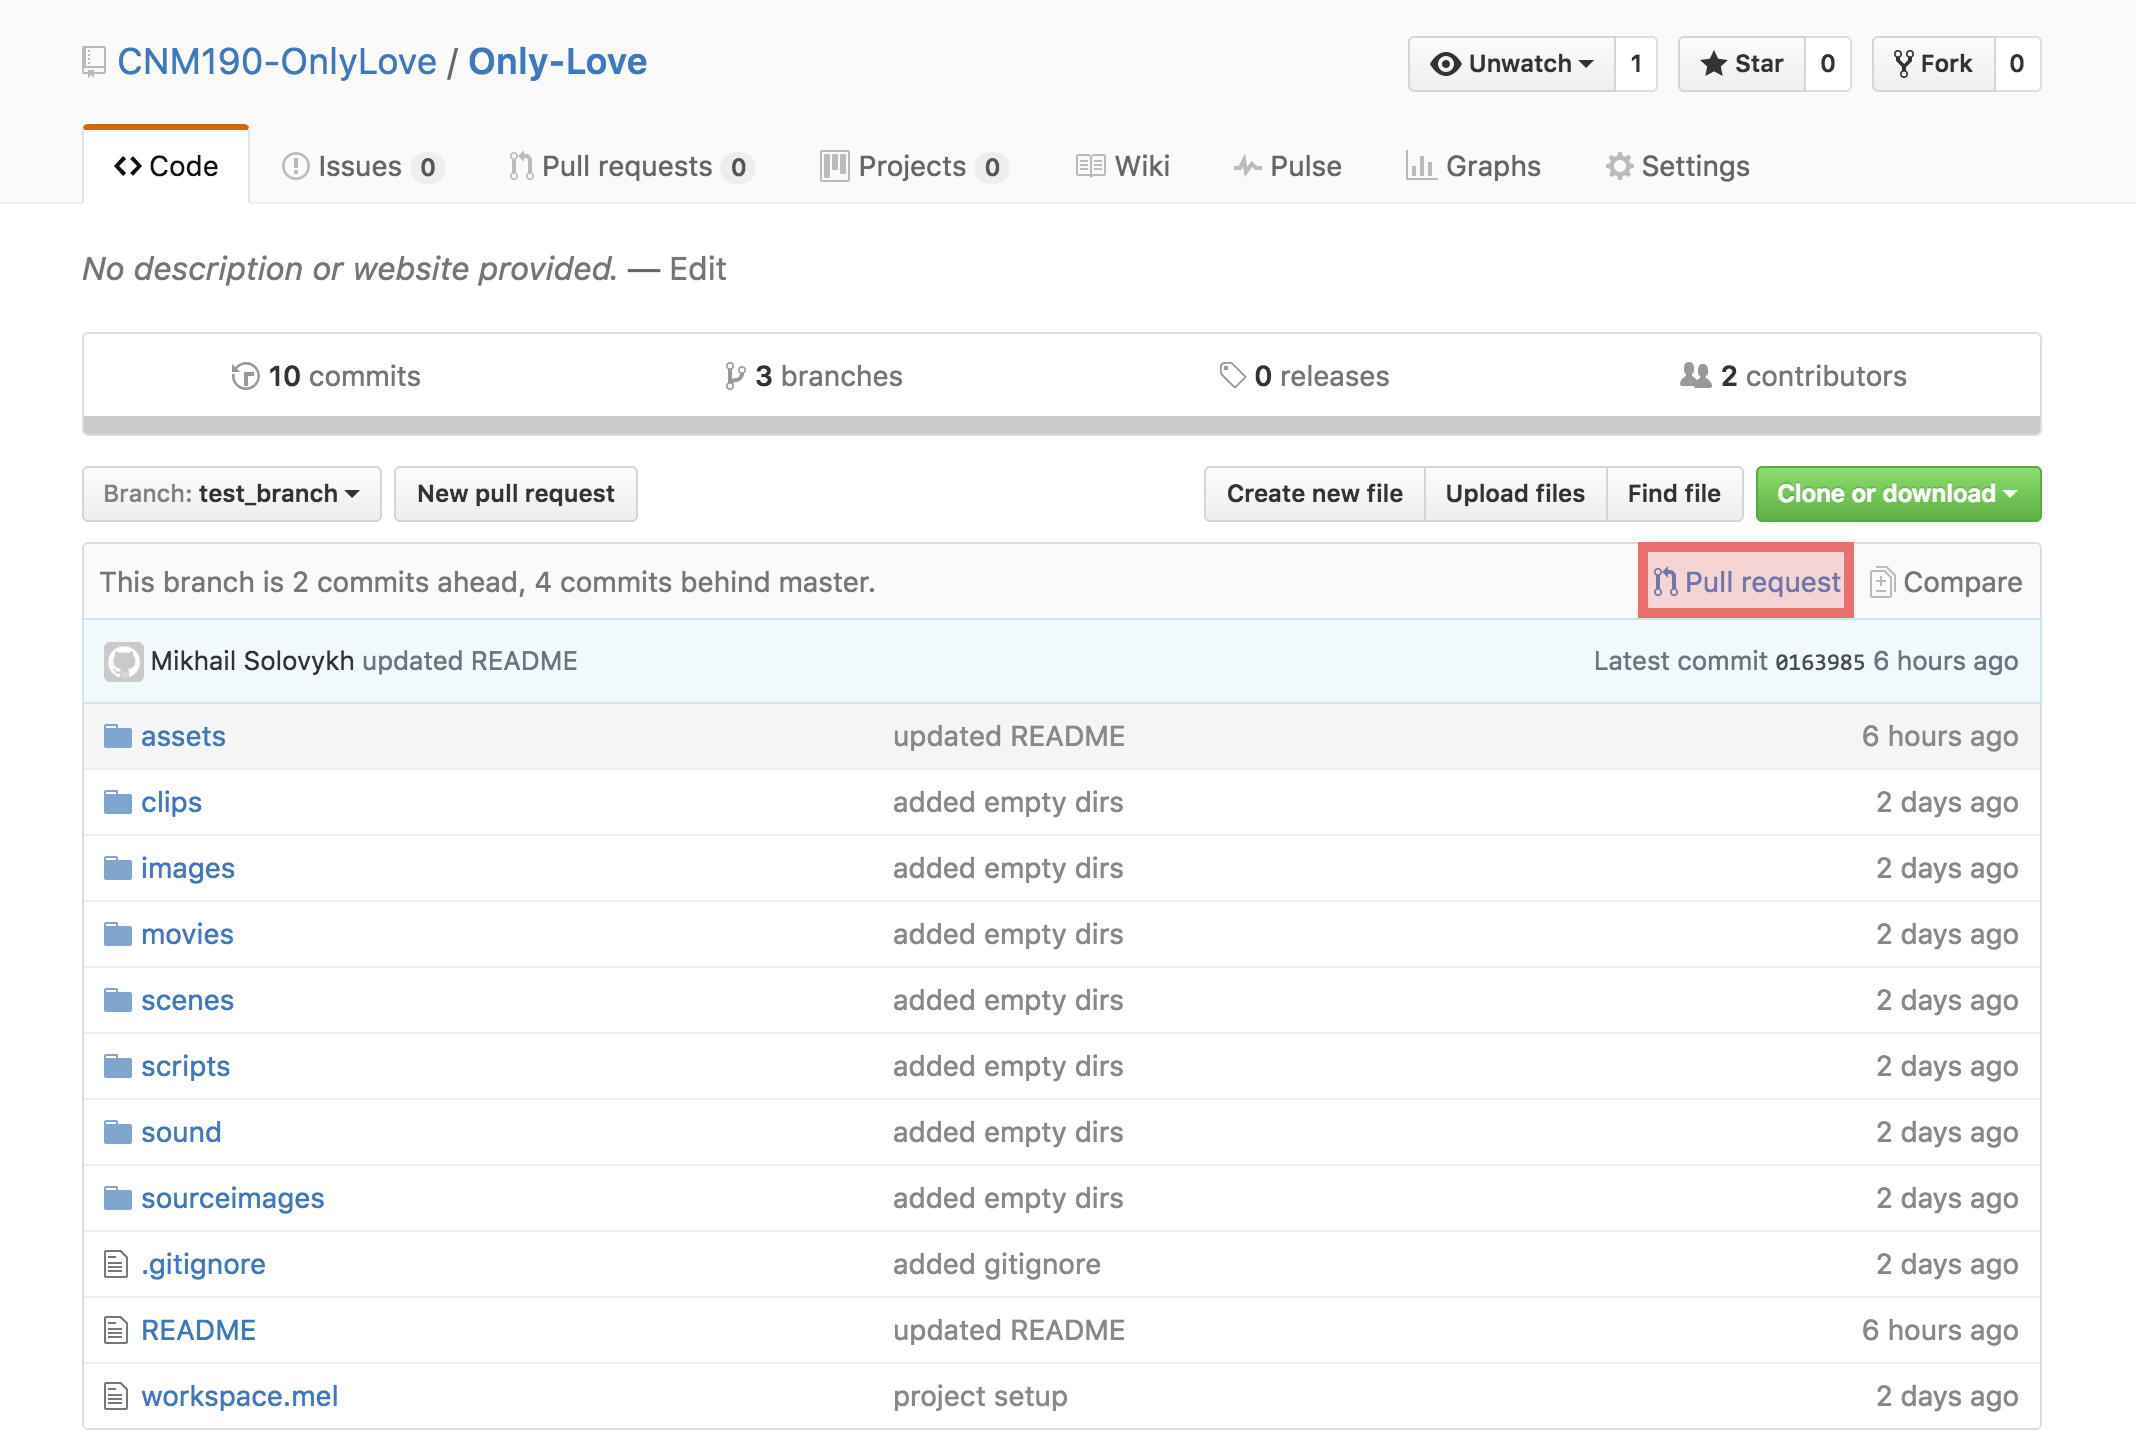 CNM190-OnlyLove / Only-Love
Unwatch 1 Star 0 Fork 0
Code Issues 0 Pull requests 0 Projects 0 Wiki Pulse Graphs Settings
No description or website provided. — Edit
10 commits 3 branches 0 releases 2 contributors
Branch: test_branch New pull request Create new file Upload files Find file Clone or download
This branch is 2 commits ahead, 4 commits behind master. Pull request Compare
Mikhail Solovykh updated README Latest commit 0163985 6 hours ago
assets updated README 6 hours ago
clips added empty dirs 2 days ago
images added empty dirs 2 days ago
movies added empty dirs 2 days ago
scenes added empty dirs 2 days ago
scripts added empty dirs 2 days ago
sound added empty dirs 2 days ago
sourceimages added empty dirs 2 days ago
.gitignore added gitignore 2 days ago
README updated README 6 hours ago
workspace.mel project setup 2 days ago